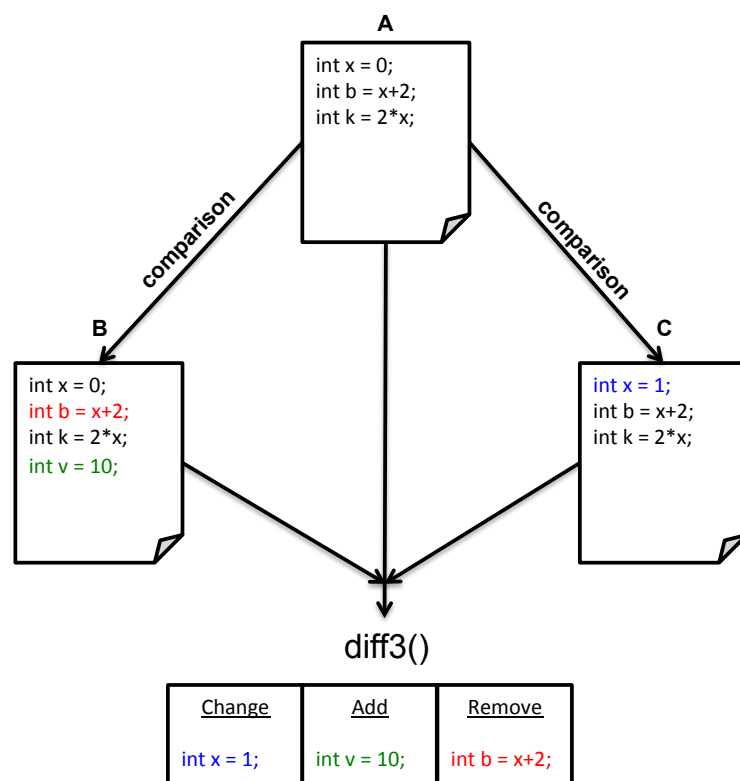 A
int x = 0;
int b = x+2;
int k = 2*x;
comparison
comparison
B
int x = 0;
int b = x+2;
int k = 2*x;
int v = 10;
C
int x = 1;
int b = x+2;
int k = 2*x;
diff3()
Change Add Remove
int x = 1; int v = 10; int b = x+2;